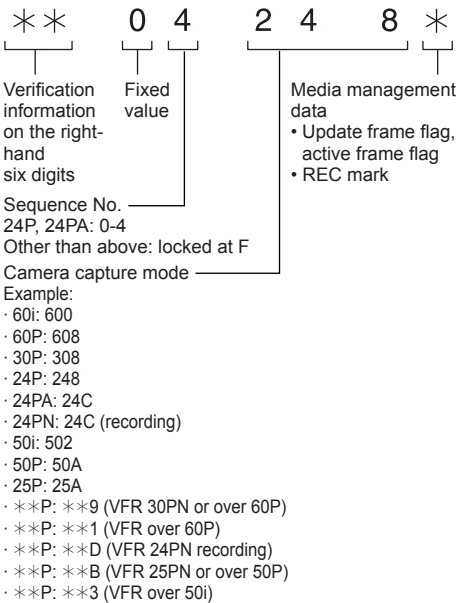 ＊＊ 0 4 2 4 8 ＊
Verification
information
on the right-
hand
six digits
Fixed
value
Media management
data
• Update frame flag,
active frame flag
• REC mark
Sequence No.
24P, 24PA: 0-4
Other than above: locked at F
Camera capture mode
Example:
· 60i: 600
· 60P: 608
· 30P: 308
· 24P: 248
· 24PA: 24C
· 24PN: 24C (recording)
· 50i: 502
· 50P: 50A
· 25P: 25A
· ＊＊P: ＊＊9 (VFR 30PN or over 60P)
· ＊＊P: ＊＊1 (VFR over 60P)
· ＊＊P: ＊＊D (VFR 24PN recording)
· ＊＊P: ＊＊B (VFR 25PN or over 50P)
· ＊＊P: ＊＊3 (VFR over 50i)